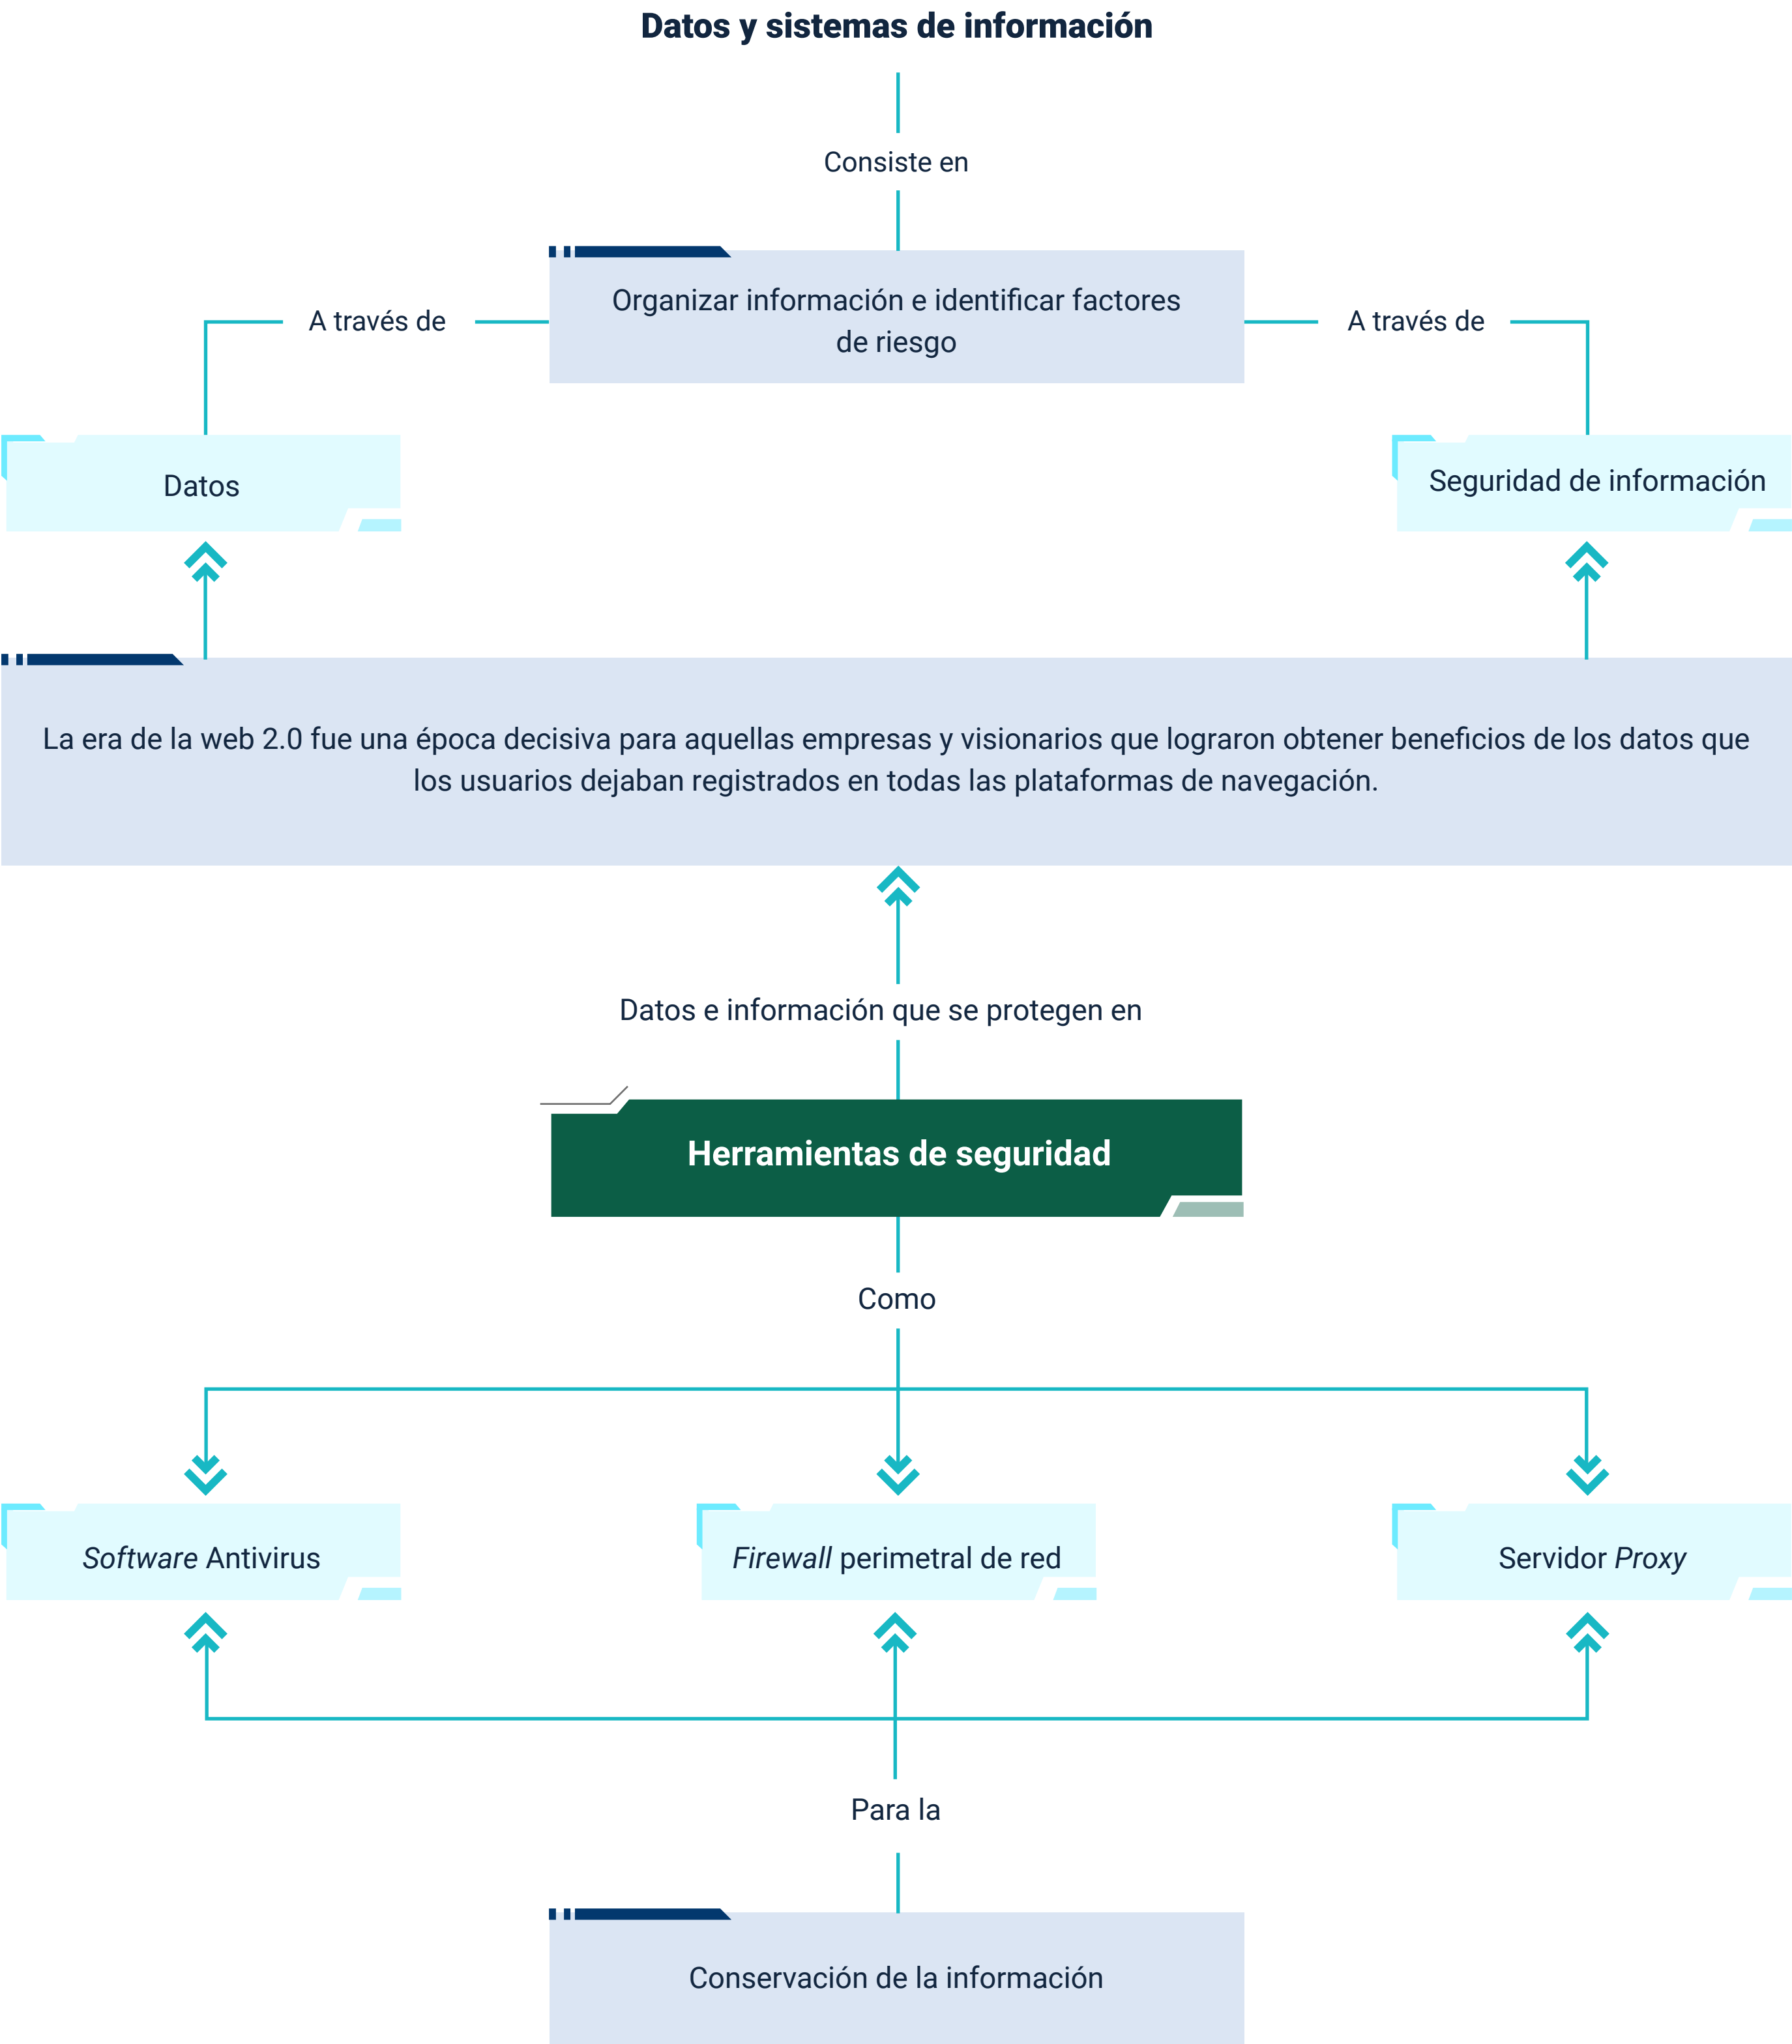 Datos y sistemas de información
Consiste en
Organizar información e identificar factores
de riesgo
A través de
A través de
Datos
Seguridad de información
La era de la web 2.0 fue una época decisiva para aquellas empresas y visionarios que lograron obtener beneficios de los datos que
los usuarios dejaban registrados en todas las plataformas de navegación.
Datos e información que se protegen en
Herramientas de seguridad
Como
Software Antivirus
Firewall perimetral de red
Servidor Proxy
Para la
Conservación de la información